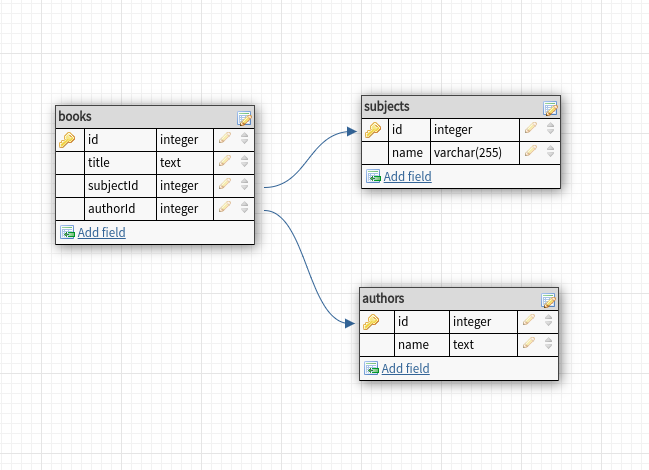 books
id integer
title text
subjectId integer
authorId integer
Add field
subjects
id integer
name varchar(255)
Add field
authors
id integer
name text
Add field